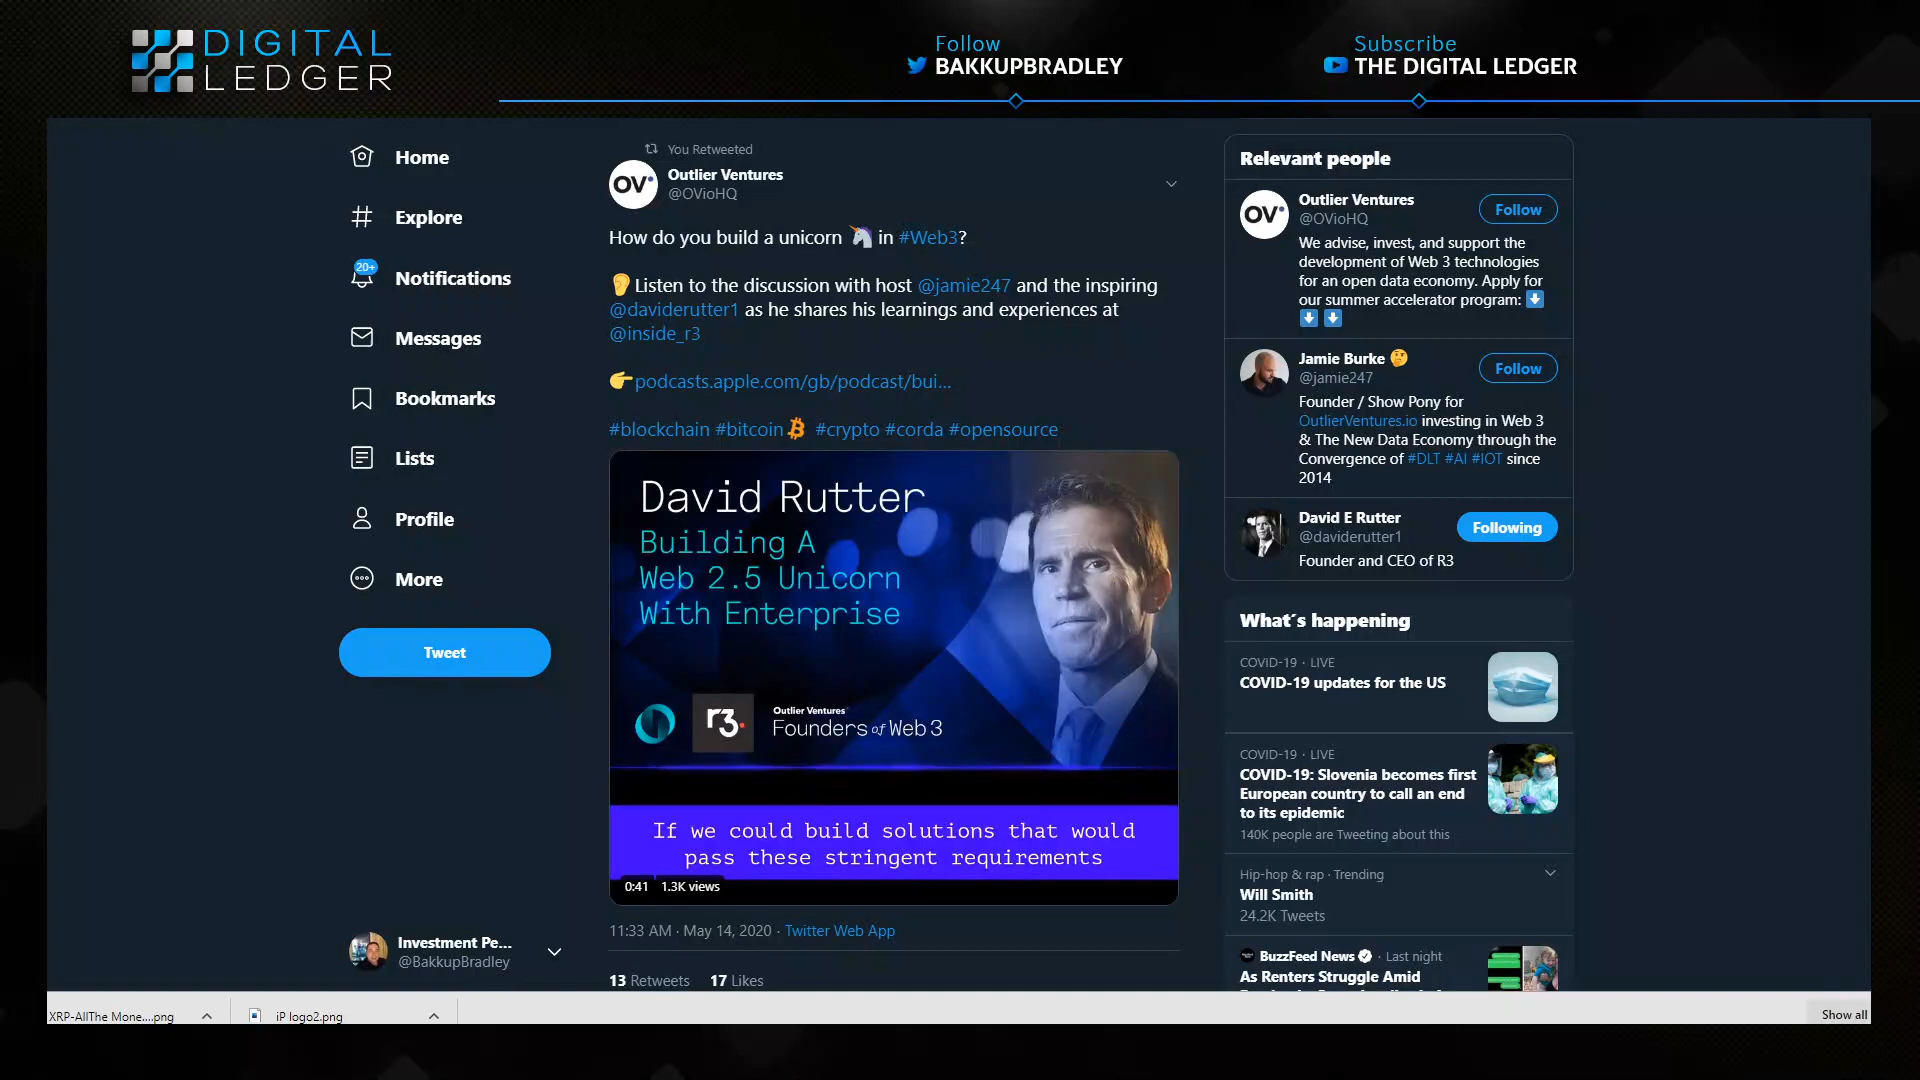 DIGITAL
LEDGER
Follow
BAKKUPBRADLEY
Subscribe
THE DIGITAL LEDGER
Home
Explore
20+
Notifications
Messages
Bookmarks
Lists
Profile
More
Tweet
Investment Pe...
@BakkupBradley
You Retweeted
OV
Outlier Ventures
@OVioHQ
How do you build a unicorn 🦄 in #Web3?
👂Listen to the discussion with host @jamie247 and the inspiring
@daviderutter1 as he shares his learnings and experiences at
@inside_r3
👉podcasts.apple.com/gb/podcast/bui...
#blockchain #bitcoin #crypto #corda #opensource
David Rutter
Building A
Web 2.5 Unicorn
With Enterprise
r3.
Outlier Ventures
Founders of Web 3
If we could build solutions that would
pass these stringent requirements
0:41 1.3K views
11:33 AM · May 14, 2020 · Twitter Web App
13 Retweets 17 Likes
Relevant people
OV
Outlier Ventures
@OVioHQ
Follow
We advise, invest, and support the
development of Web 3 technologies
for an open data economy. Apply for
our summer accelerator program: ⬇
⬇ ⬇
Jamie Burke 🤔
@jamie247
Follow
Founder / Show Pony for
OutlierVentures.io investing in Web 3
& The New Data Economy through the
Convergence of #DLT #AI #IOT since
2014
David E Rutter
@daviderutter1
Following
Founder and CEO of R3
What's happening
COVID-19 · LIVE
COVID-19 updates for the US
COVID-19 · LIVE
COVID-19: Slovenia becomes first
European country to call an end
to its epidemic
140K people are Tweeting about this
Hip-hop & rap · Trending
Will Smith
24.2K Tweets
BuzzFeed News · Last night
As Renters Struggle Amid
XRP-AllThe Mone....png
iP logo2.png
Show all